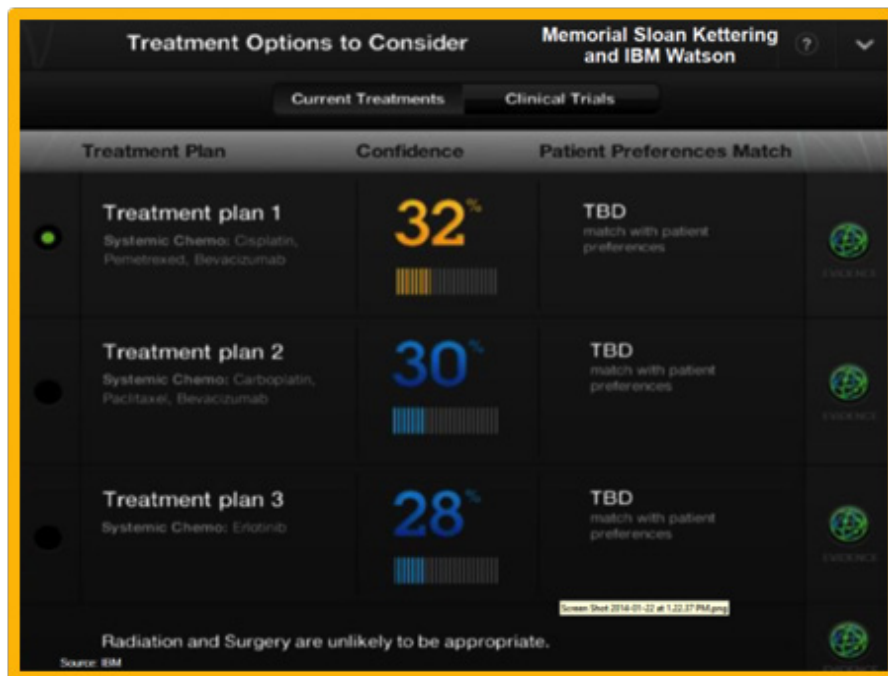 Treatment Options to Consider
Memorial Sloan Kettering
and IBM Watson
?
Current Treatments
Clinical Trials
Treatment Plan
Confidence
Patient Preferences Match
Treatment plan 1
Systemic Chemo: Cisplatin,
Pemetrexed, Bevacizumab
32%
TBD
match with patient
preferences
EVIDENCE
Treatment plan 2
Systemic Chemo: Carboplatin,
Paclitaxel, Bevacizumab
30%
TBD
match with patient
preferences
EVIDENCE
Treatment plan 3
Systemic Chemo: Erlotinib
28%
TBD
match with patient
preferences
EVIDENCE
Screen Shot 2014-01-22 at 1.22.37 PM.png
Radiation and Surgery are unlikely to be appropriate.
EVIDENCE
Source: IBM